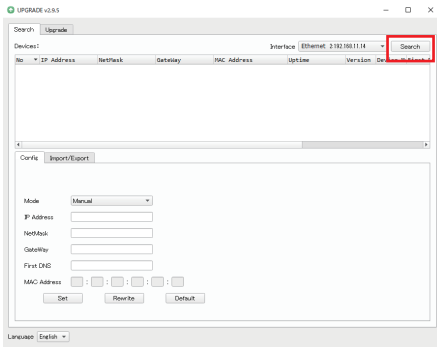 UPGRADE v2.9.5
Search Upgrade
Devices:
Interface Ethernet 2:192.168.11.14 Search
No IP Address NetMask GateWay MAC Address Uptime Version
Config Import/Export
Mode Manual
IP Address
NetMask
GateWay
First DNS
MAC Address : : : : :
Set Rewrite Default
Language English